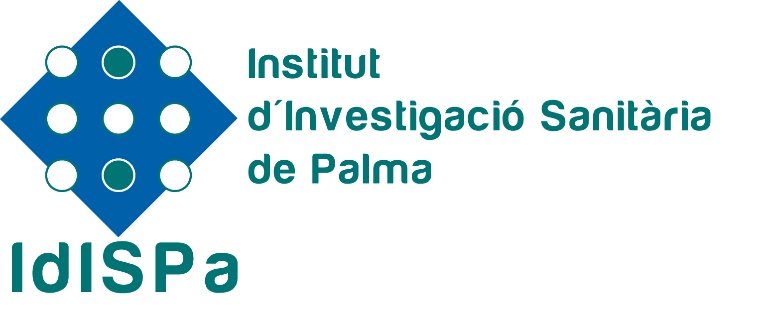 Institut
d´Investigació Sanitària
de Palma
IdISPa